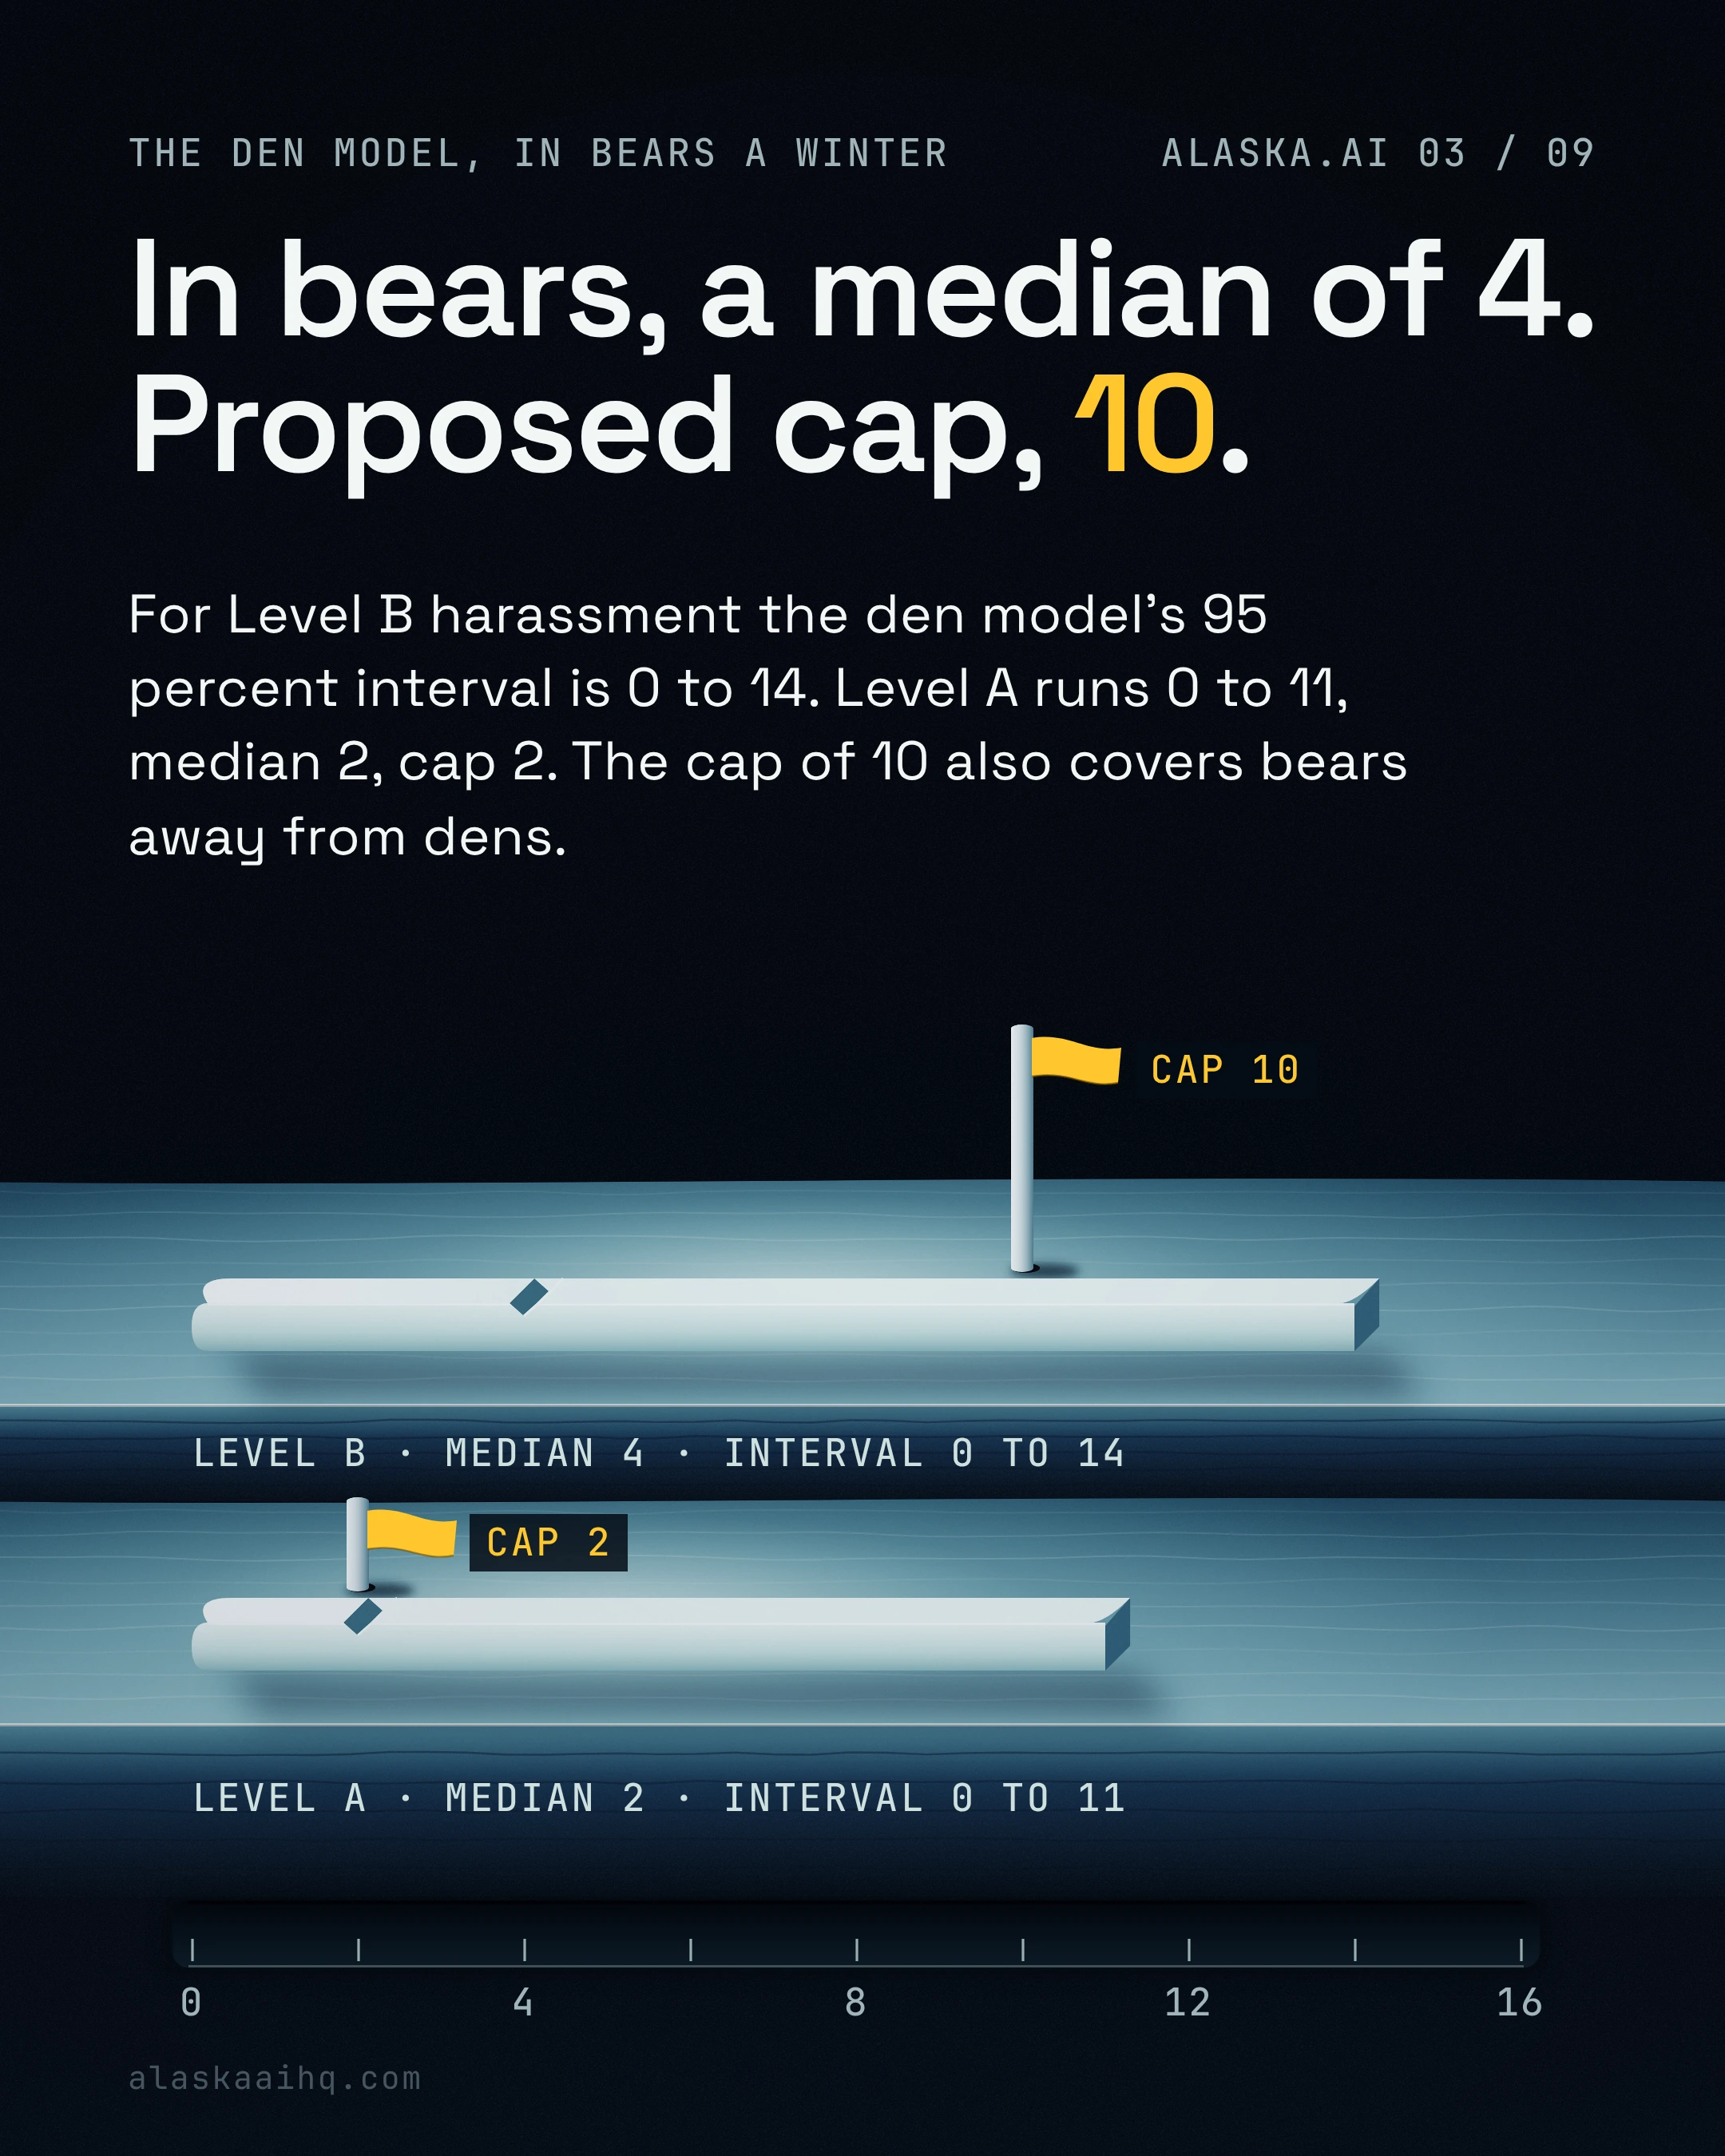 THE DEN MODEL, IN BEARS A WINTER
ALASKA.AI 03 / 09
In bears, a median of 4.
Proposed cap, 10.
For Level B harassment the den model’s 95
percent interval is 0 to 14. Level A runs 0 to 11,
median 2, cap 2. The cap of 10 also covers bears
away from dens.
CAP 10
LEVEL B · MEDIAN 4 · INTERVAL 0 TO 14
CAP 2
LEVEL A · MEDIAN 2 · INTERVAL 0 TO 11
0 4 8 12 16
alaskaaihq.com